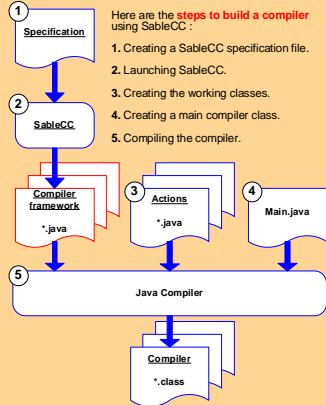 Here are the steps to build a compiler
using SableCC :
1. Creating a SableCC specification file.
2. Launching SableCC.
3. Creating the working classes.
4. Creating a main compiler class.
5. Compiling the compiler.
1
Specification
2
SableCC
Compiler
framework
*.java
3
Actions
*.java
4
Main.java
5
Java Compiler
Compiler
*.class